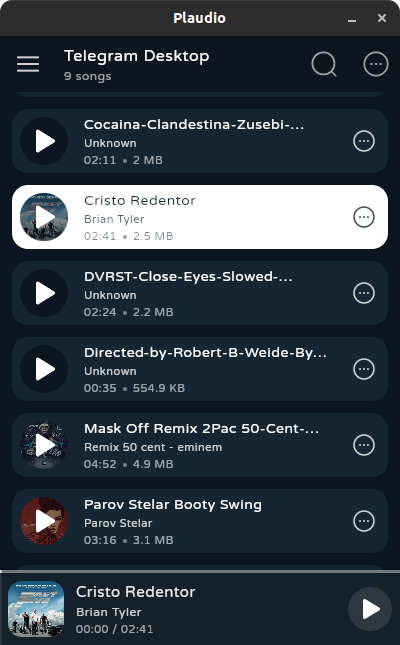 Plaudio
Telegram Desktop
9 songs
Cocaina-Clandestina-Zusebi-...
Unknown
02:11 • 2 MB
Cristo Redentor
Brian Tyler
02:41 • 2.5 MB
DVRST-Close-Eyes-Slowed-...
Unknown
02:24 • 2.2 MB
Directed-by-Robert-B-Weide-By...
Unknown
00:35 • 554.9 KB
Mask Off Remix 2Pac 50-Cent-...
Remix 50 cent - eminem
04:52 • 4.9 MB
Parov Stelar Booty Swing
Parov Stelar
03:16 • 3.1 MB
Cristo Redentor
Brian Tyler
00:00 / 02:41